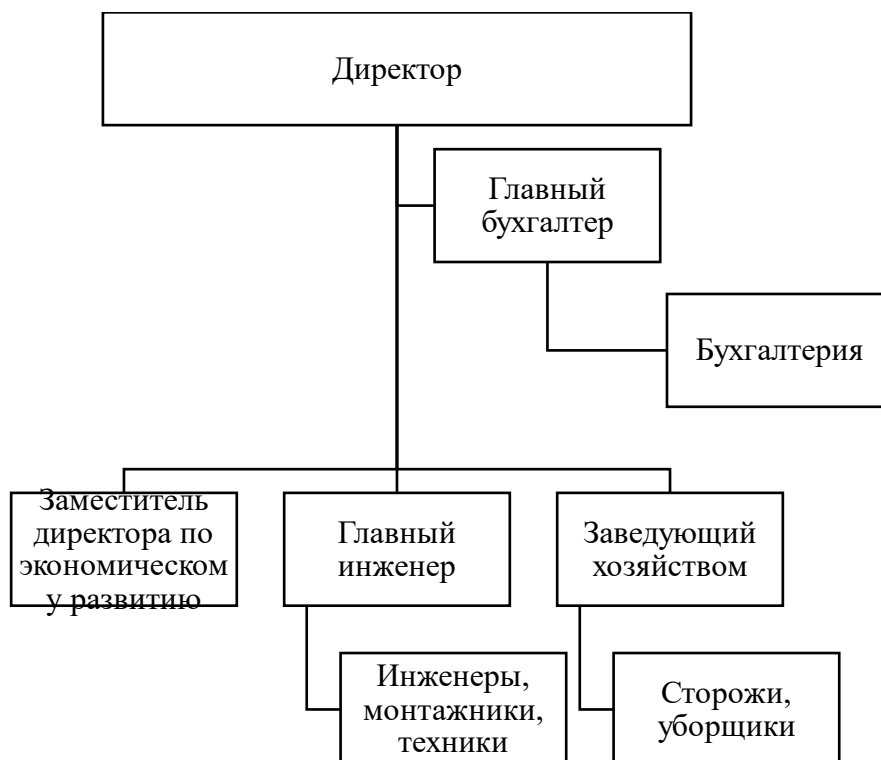 Директор
Главный
бухгалтер
Бухгалтерия
Заместитель
директора по
экономическом
у развитию
Главный
инженер
Заведующий
хозяйством
Инженеры,
монтажники,
техники
Сторожи,
уборщики